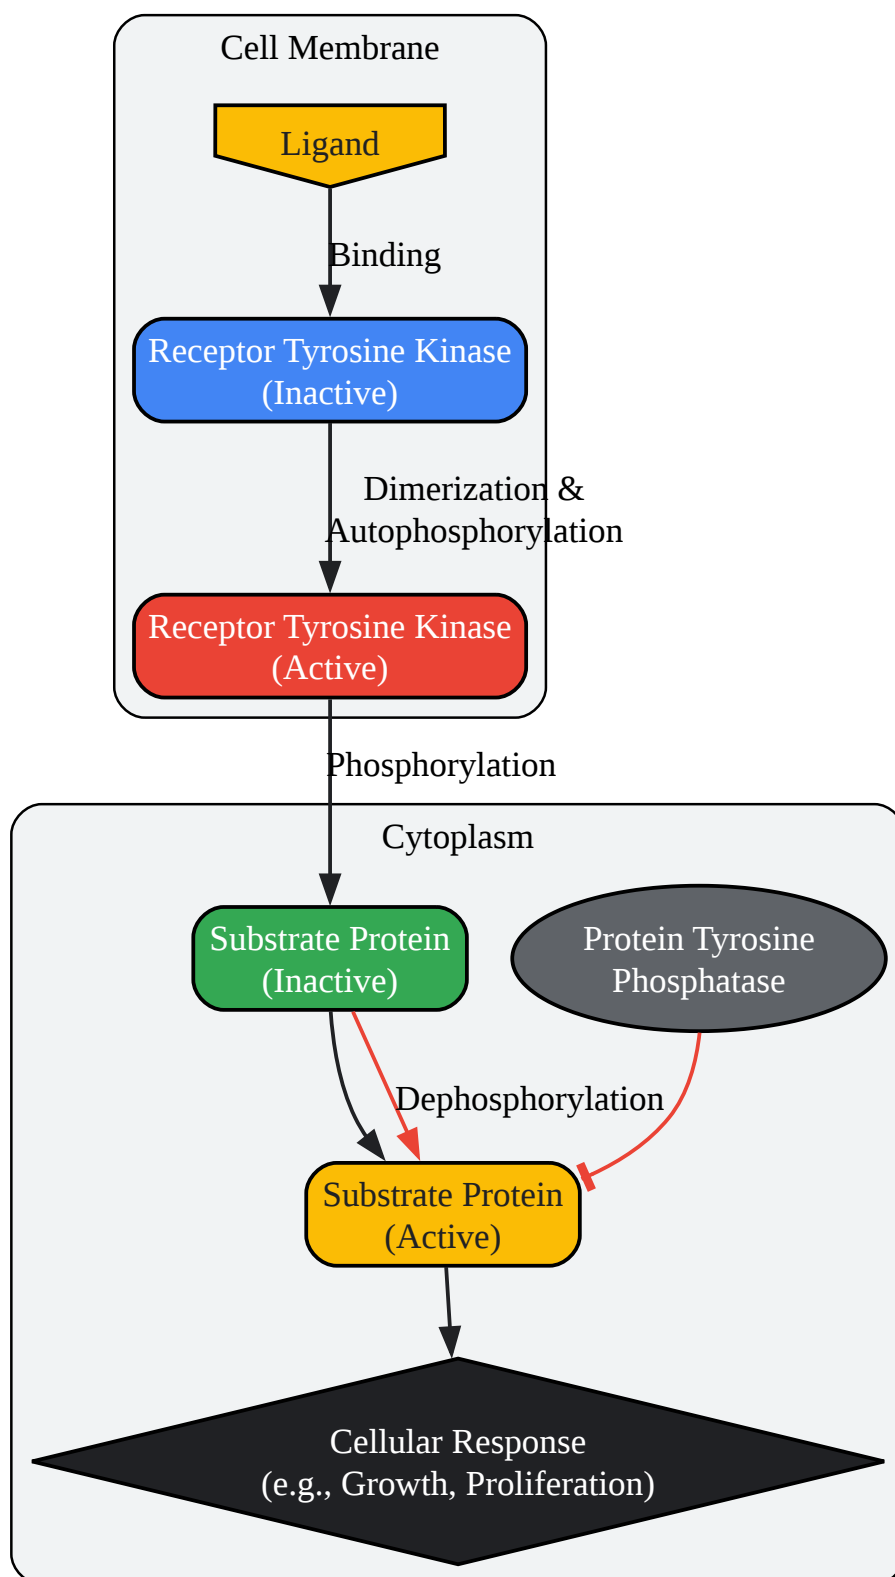 Cell Membrane
Ligand
Binding
Receptor Tyrosine Kinase
(Inactive)
Dimerization &
Autophosphorylation
Receptor Tyrosine Kinase
(Active)
Phosphorylation
Cytoplasm
Substrate Protein
(Inactive)
Protein Tyrosine
Phosphatase
Dephosphorylation
Substrate Protein
(Active)
Cellular Response
(e.g., Growth, Proliferation)